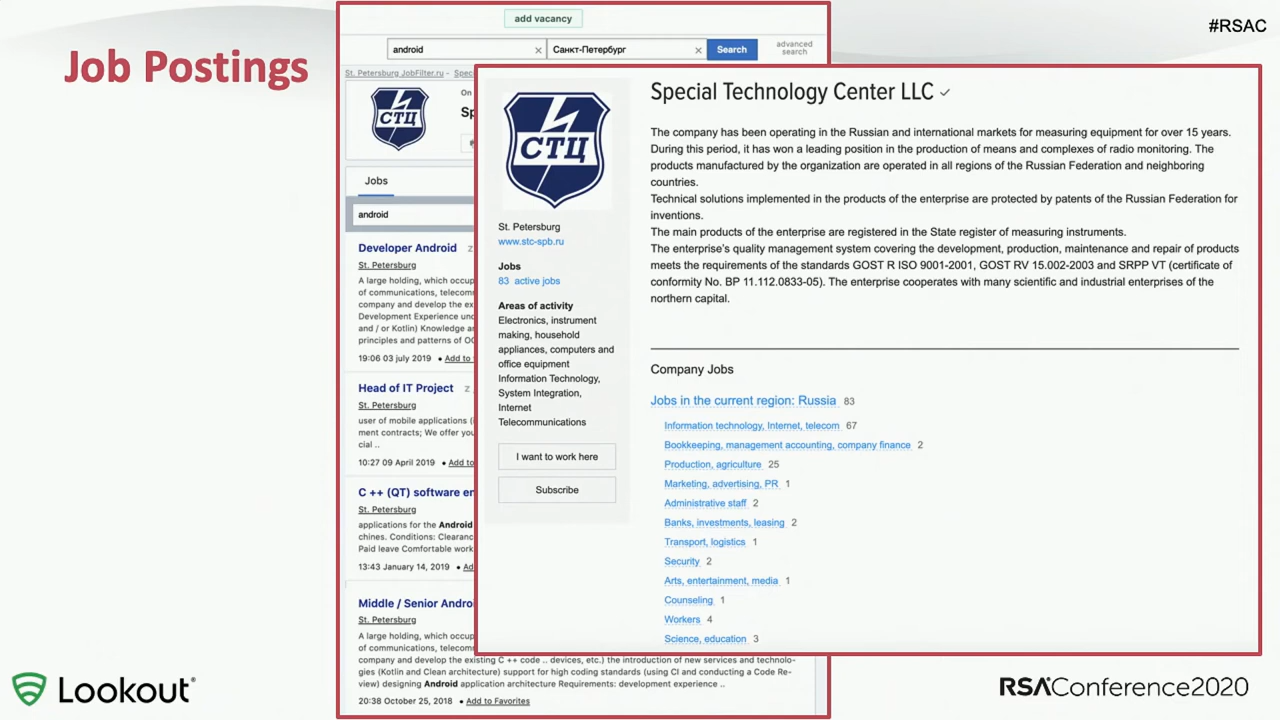 #RSAC
Job Postings
add vacancy
android × Санкт-Петербург × Search advanced
search
St. Petersburg JobFilter.ru -
СТЦ
On
Jobs
android
Developer Android
St. Petersburg
A large holding, which occup
of communications, telecomm
company and develop the ex
Development Experience
and / or Kotlin) Knowledge
principles and patterns of
19:06 03 july 2019 • Add to
Head of IT Project
St. Petersburg
user of mobile applications
ment contracts; We offer you
cial ..
10:27 09 April 2019 • Add to
C ++ (QT) software en
St. Petersburg
applications for the Android
chines. Conditions:
Paid leave Comfortable work
13:43 January 14, 2019 • Ad
Middle / Senior Androi
St. Petersburg
A large holding, which occup
of communications, telecomm
company and develop the existing C ++ code .. devices, etc.) the introduction of new services and technolo-
gies (Kotlin and Clean architecture) support for high coding standards (using CI and conducting a Code Re-
view) designing Android application architecture Requirements: development experience ..
20:38 October 25, 2018 • Add to Favorites
СТЦ
St. Petersburg
www.stc-spb.ru
Jobs
83 active jobs
Areas of activity
Electronics, instrument
making, household
appliances, computers and
office equipment
Information Technology,
System Integration,
Internet
Telecommunications
I want to work here
Subscribe
Special Technology Center LLC ✓
The company has been operating in the Russian and international markets for measuring equipment for over 15 years.
During this period, it has won a leading position in the production of means and complexes of radio monitoring. The
products manufactured by the organization are operated in all regions of the Russian Federation and neighboring
countries.
Technical solutions implemented in the products of the enterprise are protected by patents of the Russian Federation for
inventions.
The main products of the enterprise are registered in the State register of measuring instruments.
The enterprise's quality management system covering the development, production, maintenance and repair of products
meets the requirements of the standards GOST R ISO 9001-2001, GOST RV 15.002-2003 and SRPP VT (certificate of
conformity No. BP 11.112.0833-05). The enterprise cooperates with many scientific and industrial enterprises of the
northern capital.
Company Jobs
Jobs in the current region: Russia 83
Information technology, Internet, telecom 67
Bookkeeping, management accounting, company finance 2
Production, agriculture 25
Marketing, advertising, PR 1
Administrative staff 2
Banks, investments, leasing 2
Transport, logistics 1
Security 2
Arts, entertainment, media 1
Counseling 1
Workers 4
Science, education 3
Lookout®
RSAConference2020